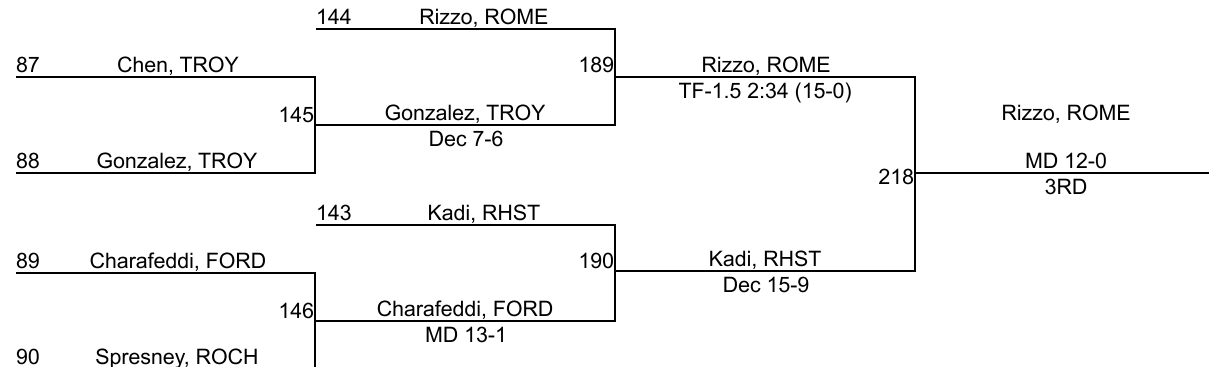 144 Rizzo, ROME
87 Chen, TROY
189 Rizzo, ROME
TF-1.5 2:34 (15-0)
145 Gonzalez, TROY
Dec 7-6
Rizzo, ROME
88 Gonzalez, TROY
MD 12-0
218
3RD
143 Kadi, RHST
89 Charafeddi, FORD
190 Kadi, RHST
Dec 15-9
146 Charafeddi, FORD
MD 13-1
90 Spresney, ROCH